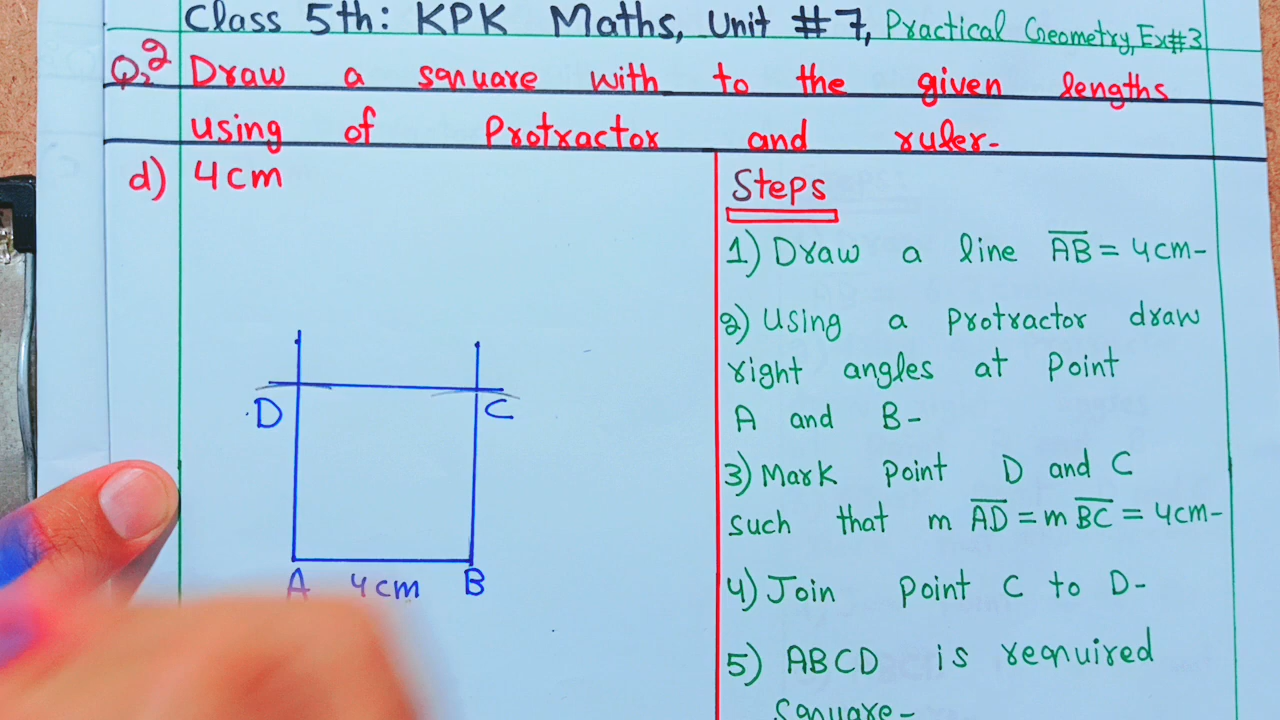 Class 5th: KPK Maths, Unit #7, Practical Geometry, Ex#3
Q2 Draw a square with to the given lengths
using of Protractor and ruler-
d) 4cm
D
C
A 4cm B
Steps
1) Draw a line AB = 4cm-
2) Using a protractor draw
right angles at point
A and B-
3) Mark point D and C
such that m AD = m BC = 4cm-
4) Join point C to D-
5) ABCD is required
square-